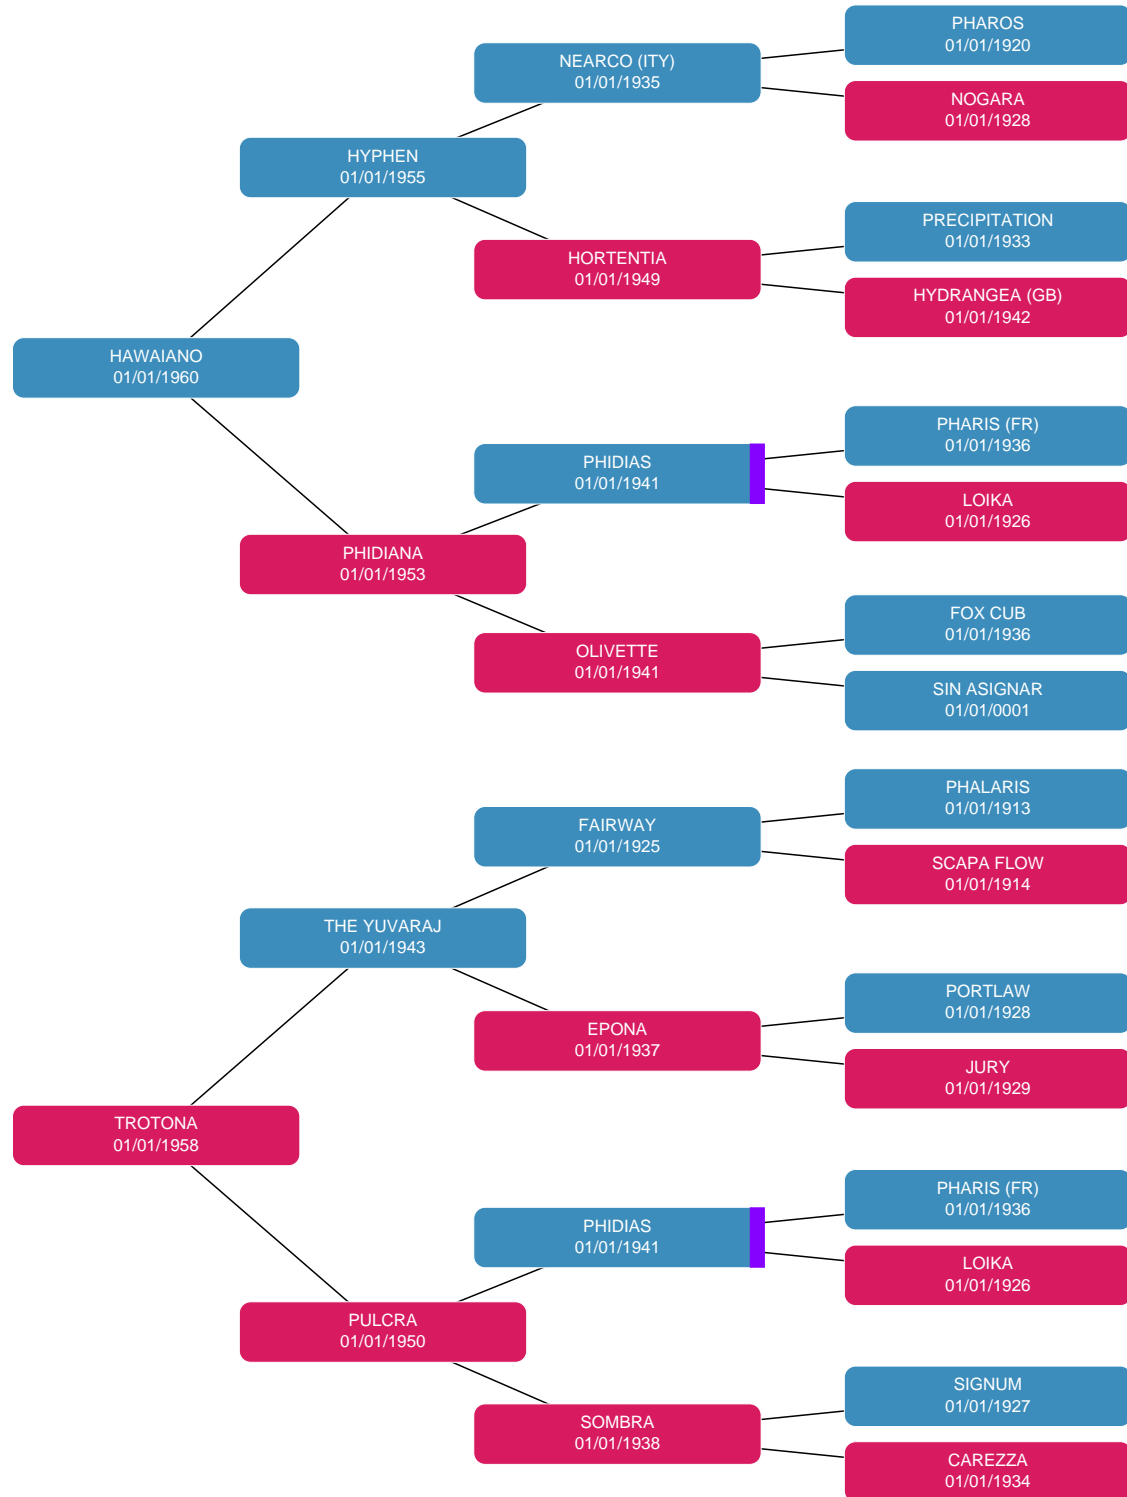 PHAROS
01/01/1920
NEARCO (ITY)
01/01/1935
NOGARA
01/01/1928
HYPHEN
01/01/1955
PRECIPITATION
01/01/1933
HORTENTIA
01/01/1949
HYDRANGEA (GB)
01/01/1942
HAWAIANO
01/01/1960
PHARIS (FR)
01/01/1936
PHIDIAS
01/01/1941
LOIKA
01/01/1926
PHIDIANA
01/01/1953
FOX CUB
01/01/1936
OLIVETTE
01/01/1941
SIN ASIGNAR
01/01/0001
PHALARIS
01/01/1913
FAIRWAY
01/01/1925
SCAPA FLOW
01/01/1914
THE YUVARAJ
01/01/1943
PORTLAW
01/01/1928
EPONA
01/01/1937
JURY
01/01/1929
TROTONA
01/01/1958
PHARIS (FR)
01/01/1936
PHIDIAS
01/01/1941
LOIKA
01/01/1926
PULCRA
01/01/1950
SIGNUM
01/01/1927
SOMBRA
01/01/1938
CAREZZA
01/01/1934